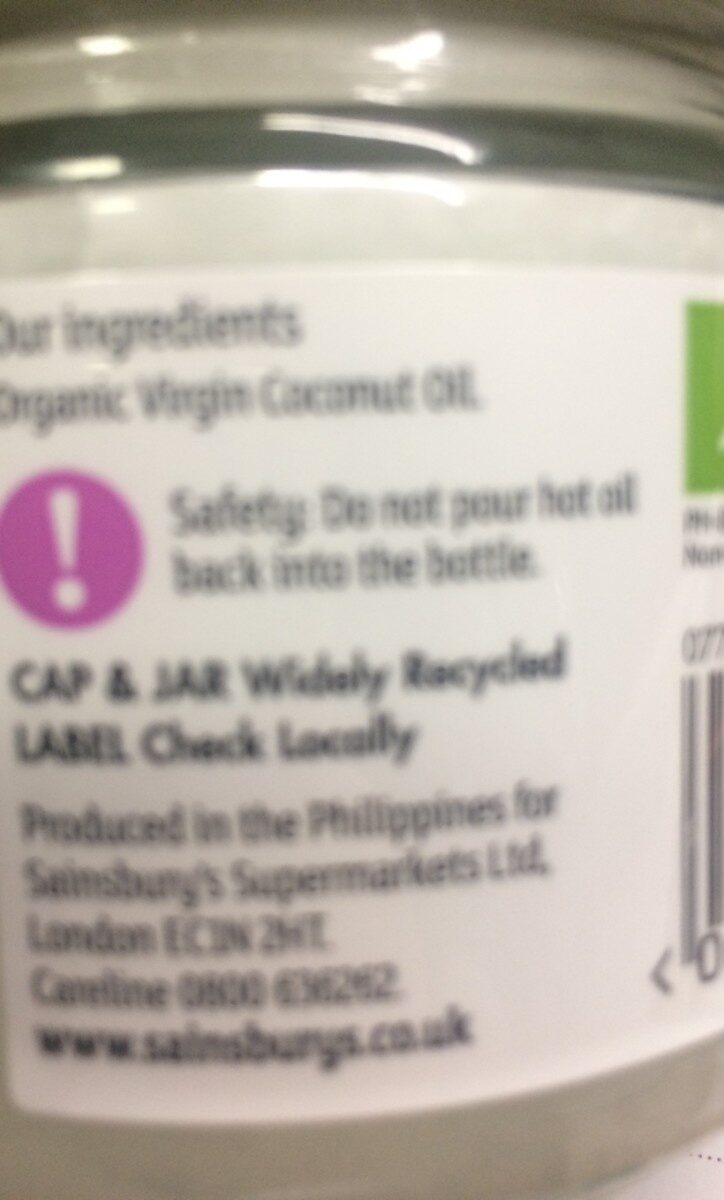 Our ingredients
Organic Virgin Coconut Oil.
Safety: Do not pour hot oil
back into the bottle.
CAP & JAR Widely Recycled
LABEL Check Locally
Produced in the Philippines for
Sainsbury's Supermarkets Ltd,
London EC1N 2HT.
Careline 0800 636262.
www.sainsburys.co.uk
077
< 0